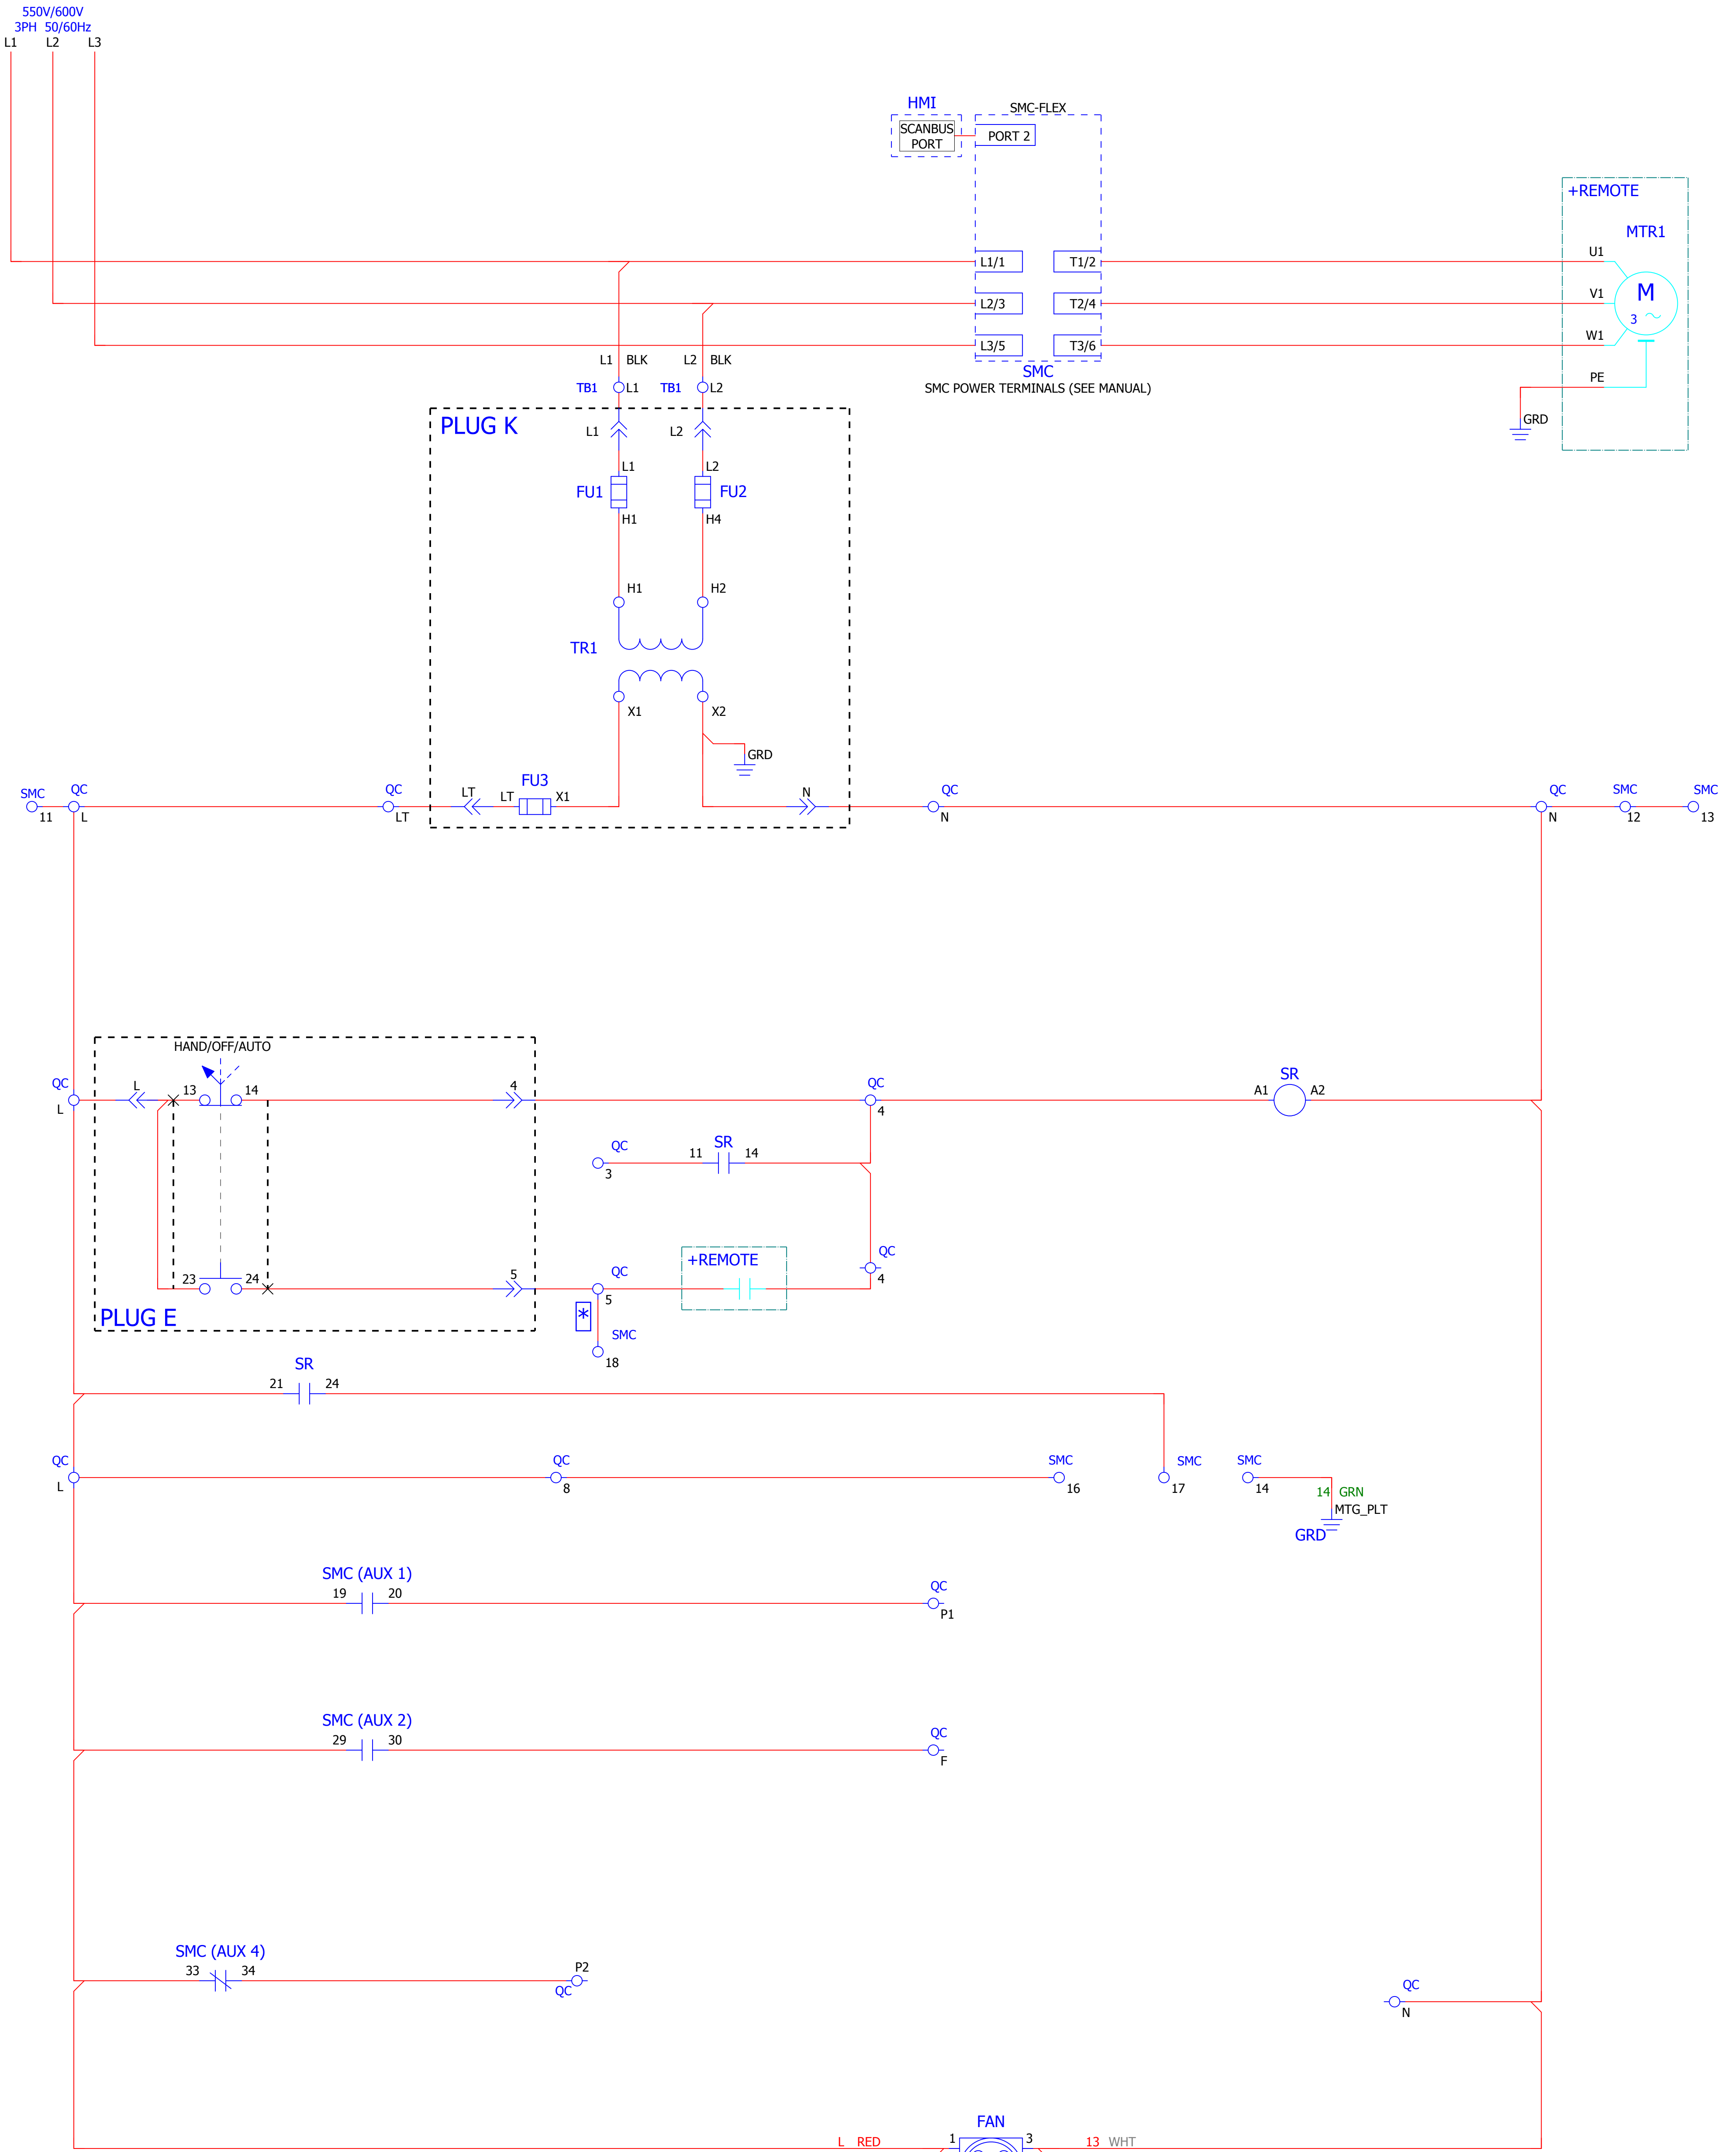 550V/600V
3PH 50/60Hz
L1 L2 L3
HMI
SCANBUS
PORT
SMC-FLEX
PORT 2
+REMOTE
MTR1
L1/1 T1/2 U1
L2/3 T2/4 V1
M
3
L3/5 T3/6 W1
L1 BLK L2 BLK
SMC
SMC POWER TERMINALS (SEE MANUAL)
PE
GRD
TB1 L1 TB1 L2
PLUG K
L1 L2
L1 L2
FU1 FU2
H1 H4
H1 H2
TR1
X1 X2
GRD
SMC QC QC FU3 QC QC SMC SMC
LT LT X1 N
11 L LT N N 12 13
HAND/OFF/AUTO
QC L 13 14 4 QC SR
A1 A2
L 4
QC SR
11 14
3
+REMOTE QC
4
23 24 5 QC
5
PLUG E
*
SMC
18
SR
21 24
QC QC SMC SMC SMC
L 8 16 17 14
14 GRN
MTG_PLT
GRD
SMC (AUX 1)
19 20 QC
P1
SMC (AUX 2)
29 30 QC
F
SMC (AUX 4)
33 34 P2
QC
QC
N
FAN
L RED 1 3 13 WHT